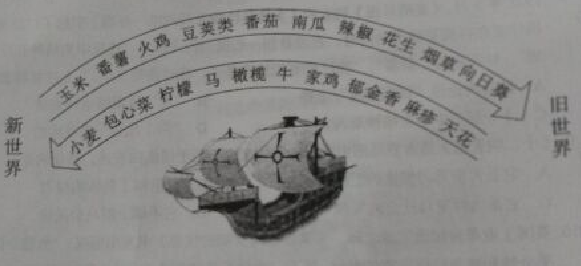 玉米 番薯 火鸡 豆荚类 番茄 南瓜 辣椒 花生 烟草 向日葵
小麦 包心菜 柠檬 马 橄榄 牛 家鸡 郁金香 麻疹 天花
新世界
旧世界